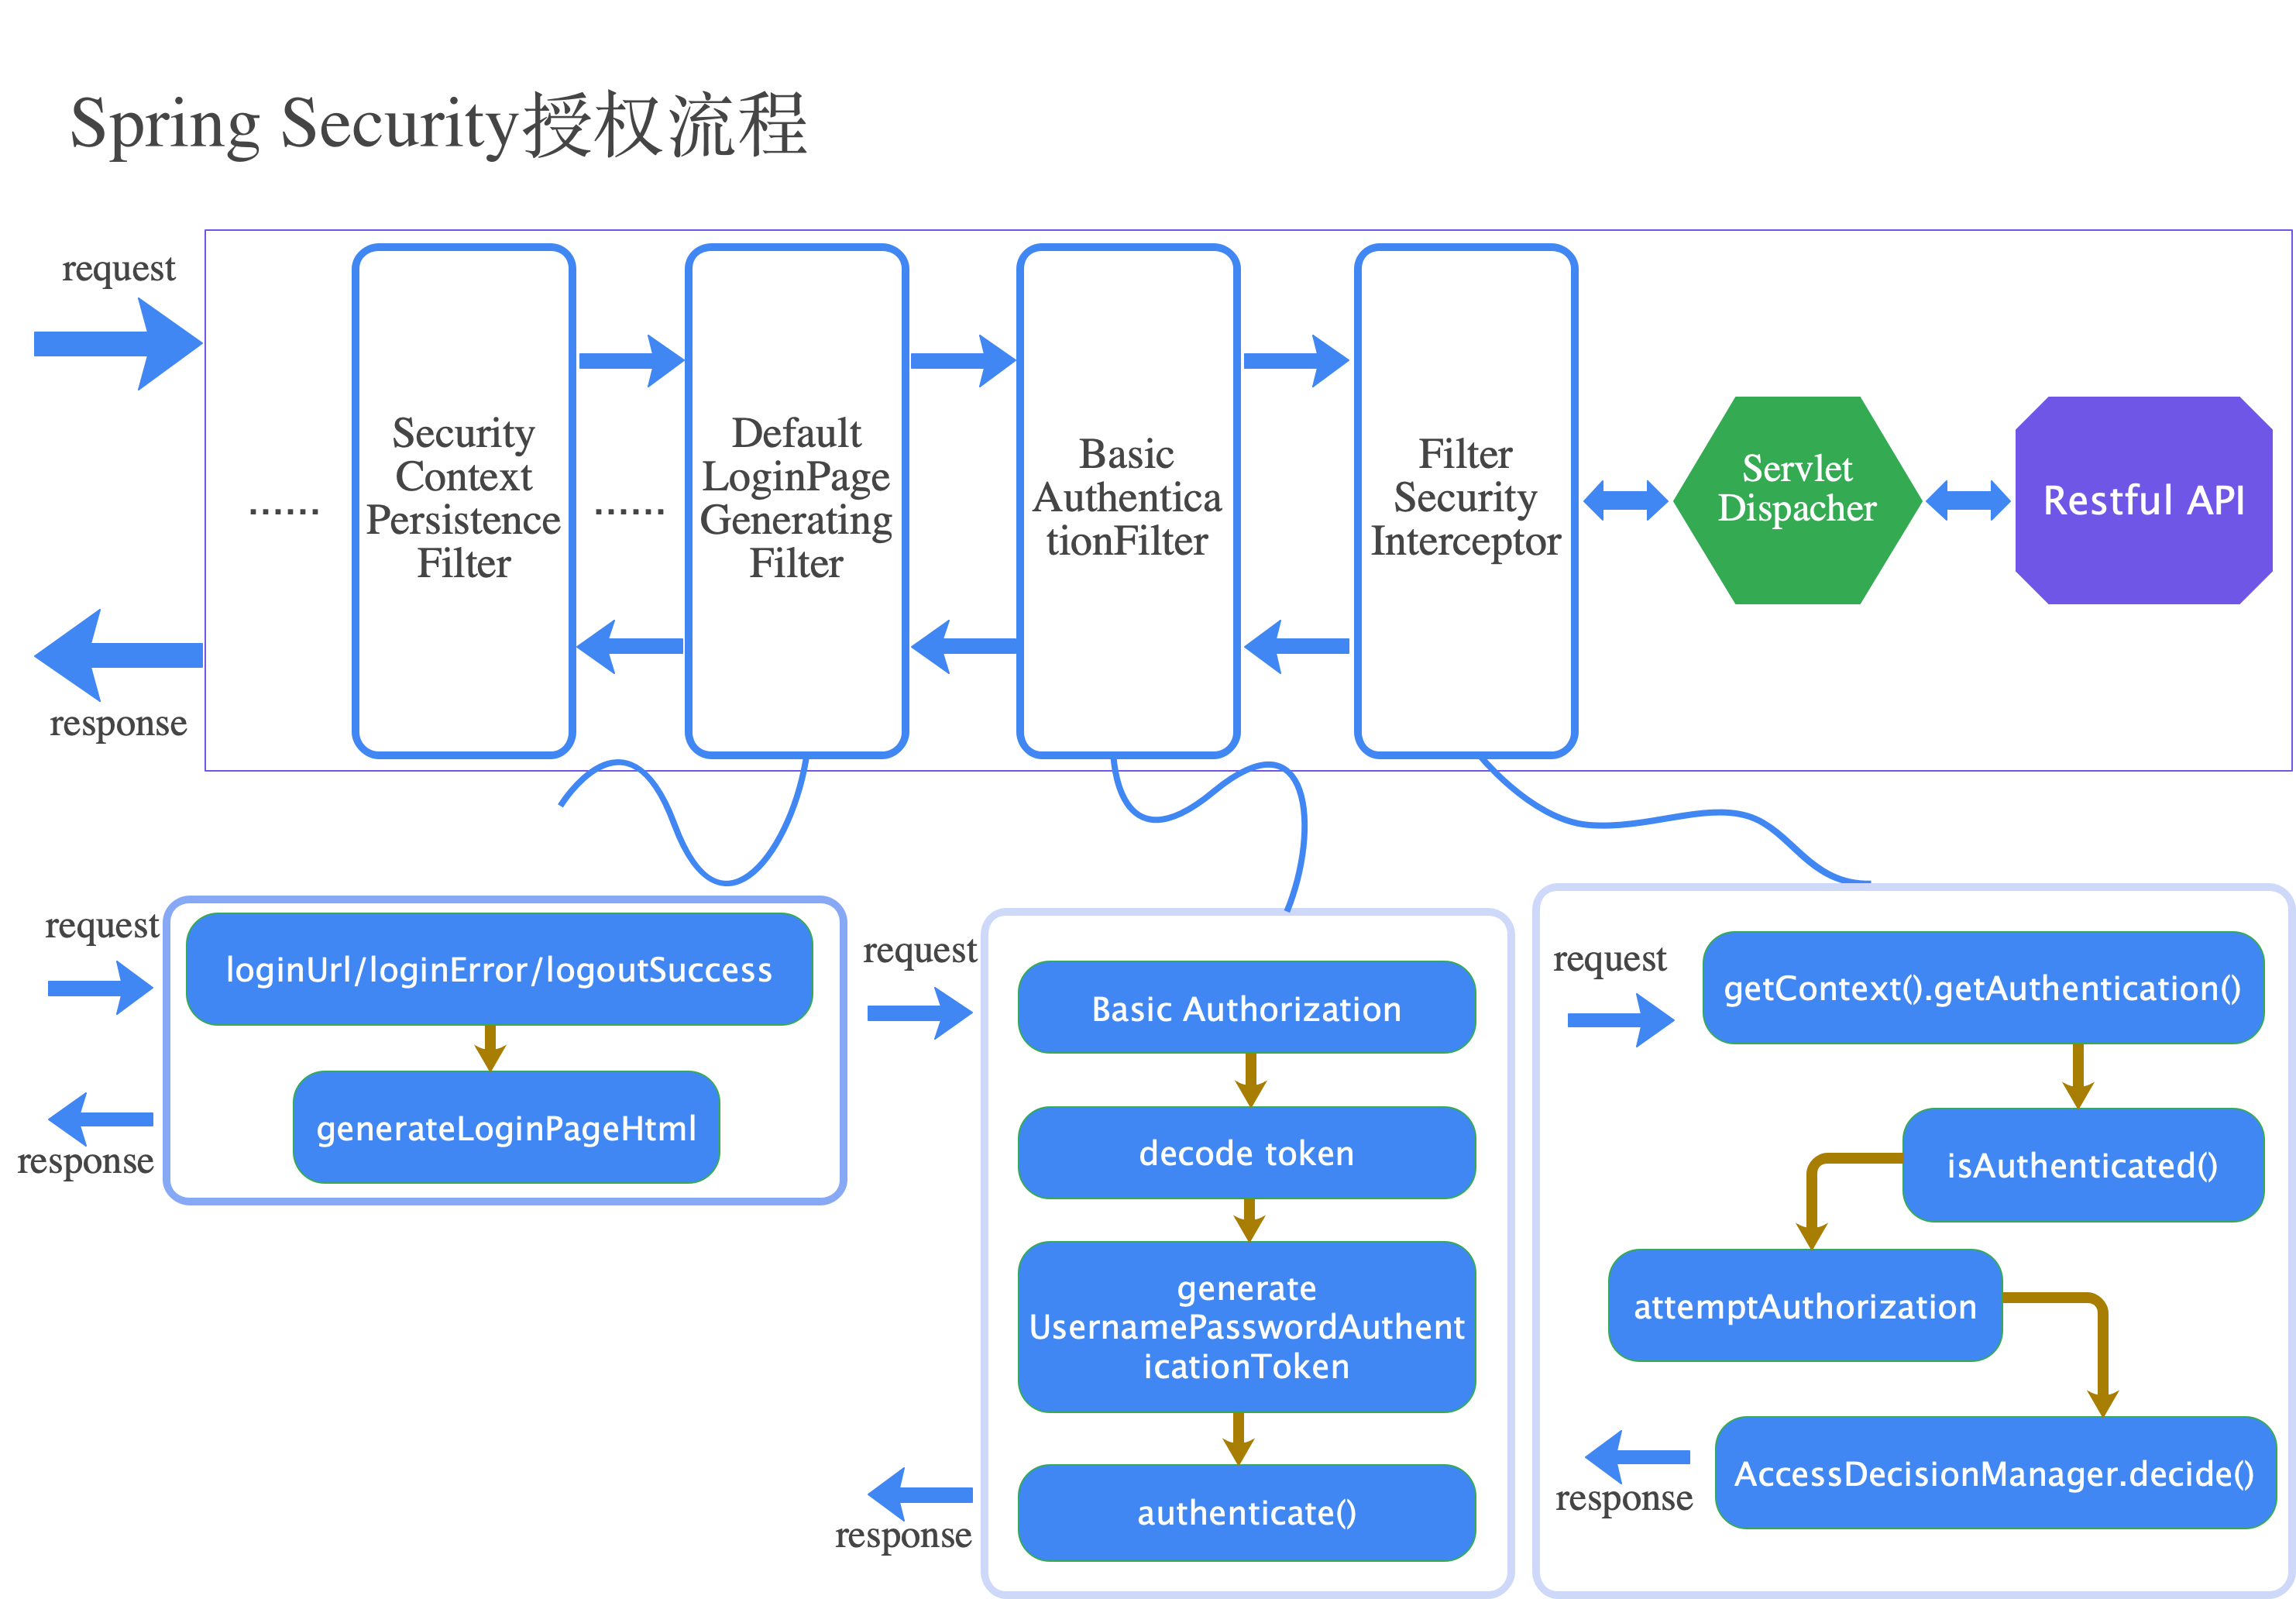 Spring Security授权流程
request
response
......
Security
Context
Persistence
Filter
......
Default
LoginPage
Generating
Filter
Basic
Authentica
tionFilter
Filter
Security
Interceptor
Servlet
Dispacher
Restful API
request
response
loginUrl/loginError/logoutSuccess
generateLoginPageHtml
request
response
Basic Authorization
decode token
generate
UsernamePasswordAuthent
icationToken
authenticate()
request
response
getContext().getAuthentication()
isAuthenticated()
attemptAuthorization
AccessDecisionManager.decide()